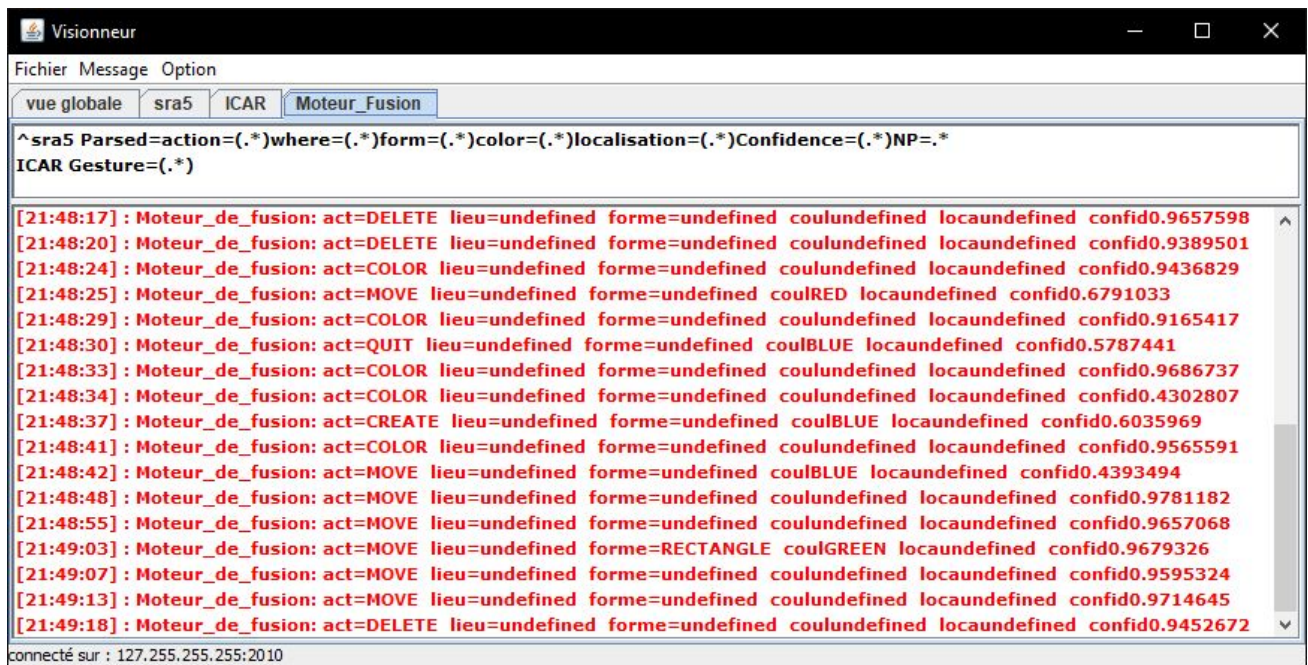 Visionneur
Fichier Message Option
vue globale sra5 ICAR Moteur_Fusion
^sra5 Parsed=action=(.*)where=(.*)form=(.*)color=(.*)localisation=(.*)Confidence=(.*)NP=.*
ICAR Gesture=(.*)
[21:48:17] : Moteur_de_fusion: act=DELETE lieu=undefined forme=undefined coulundefined locaundefined confid0.9657598
[21:48:20] : Moteur_de_fusion: act=DELETE lieu=undefined forme=undefined coulundefined locaundefined confid0.9389501
[21:48:24] : Moteur_de_fusion: act=COLOR lieu=undefined forme=undefined coulundefined locaundefined confid0.9436829
[21:48:25] : Moteur_de_fusion: act=MOVE lieu=undefined forme=undefined coulRED locaundefined confid0.6791033
[21:48:29] : Moteur_de_fusion: act=COLOR lieu=undefined forme=undefined coulundefined locaundefined confid0.9165417
[21:48:30] : Moteur_de_fusion: act=QUIT lieu=undefined forme=undefined coulBLUE locaundefined confid0.5787441
[21:48:33] : Moteur_de_fusion: act=COLOR lieu=undefined forme=undefined coulundefined locaundefined confid0.9686737
[21:48:34] : Moteur_de_fusion: act=COLOR lieu=undefined forme=undefined coulundefined locaundefined confid0.4302807
[21:48:37] : Moteur_de_fusion: act=CREATE lieu=undefined forme=undefined coulBLUE locaundefined confid0.6035969
[21:48:41] : Moteur_de_fusion: act=COLOR lieu=undefined forme=undefined coulundefined locaundefined confid0.9565591
[21:48:42] : Moteur_de_fusion: act=MOVE lieu=undefined forme=undefined coulBLUE locaundefined confid0.4393494
[21:48:48] : Moteur_de_fusion: act=MOVE lieu=undefined forme=undefined coulundefined locaundefined confid0.9781182
[21:48:55] : Moteur_de_fusion: act=MOVE lieu=undefined forme=undefined coulundefined locaundefined confid0.9657068
[21:49:03] : Moteur_de_fusion: act=MOVE lieu=undefined forme=RECTANGLE coulGREEN locaundefined confid0.9679326
[21:49:07] : Moteur_de_fusion: act=MOVE lieu=undefined forme=undefined coulundefined locaundefined confid0.9595324
[21:49:13] : Moteur_de_fusion: act=MOVE lieu=undefined forme=undefined coulundefined locaundefined confid0.9714645
[21:49:18] : Moteur_de_fusion: act=DELETE lieu=undefined forme=undefined coulundefined locaundefined confid0.9452672
connecté sur : 127.255.255.255:2010